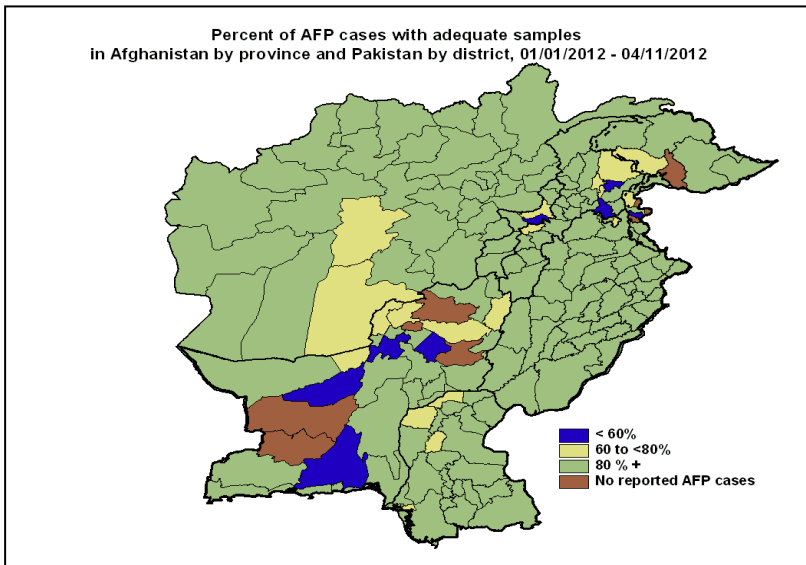 Percent of AFP cases with adequate samples
in Afghanistan by province and Pakistan by district, 01/01/2012 - 04/11/2012
< 60%
60 to <80%
80 % +
No reported AFP cases